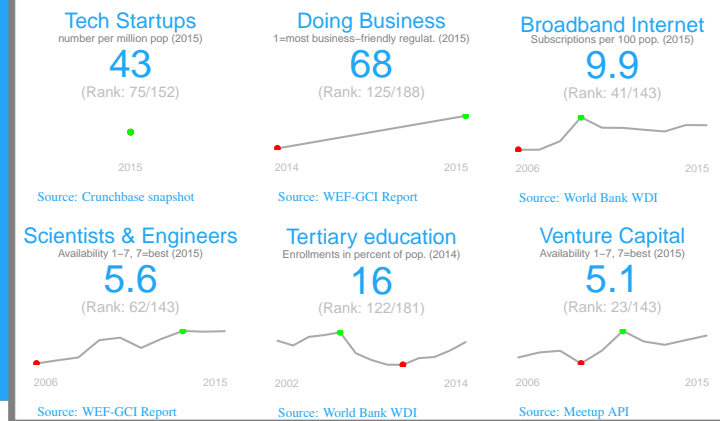 Tech Startups
number per million pop (2015)
43
(Rank: 75/152)
2015
Source: Crunchbase snapshot
Doing Business
1=most business−friendly regulat. (2015)
68
(Rank: 125/188)
2014 2015
Source: WEF-GCI Report
Broadband Internet
Subscriptions per 100 pop. (2015)
9.9
(Rank: 41/143)
2006 2015
Source: World Bank WDI
Scientists & Engineers
Availability 1−7, 7=best (2015)
5.6
(Rank: 62/143)
2006 2015
Source: WEF-GCI Report
Tertiary education
Enrollments in percent of pop. (2014)
16
(Rank: 122/181)
2002 2014
Source: World Bank WDI
Venture Capital
Availability 1−7, 7=best (2015)
5.1
(Rank: 23/143)
2006 2015
Source: Meetup API